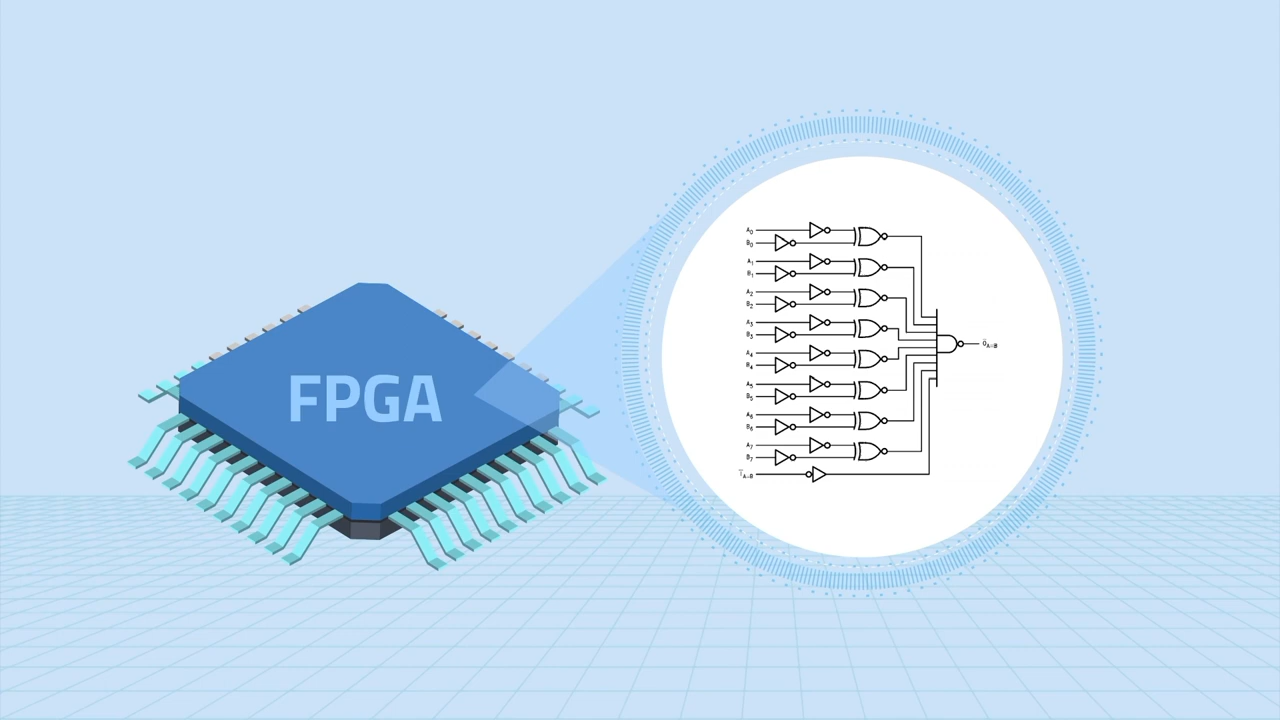 FPGA
A₀
B₀
A₁
B₁
A₂
B₂
A₃
B₃
A₄
B₄
A₅
B₅
A₆
B₆
A₇
B₇
I̅A=B
O̅A=B